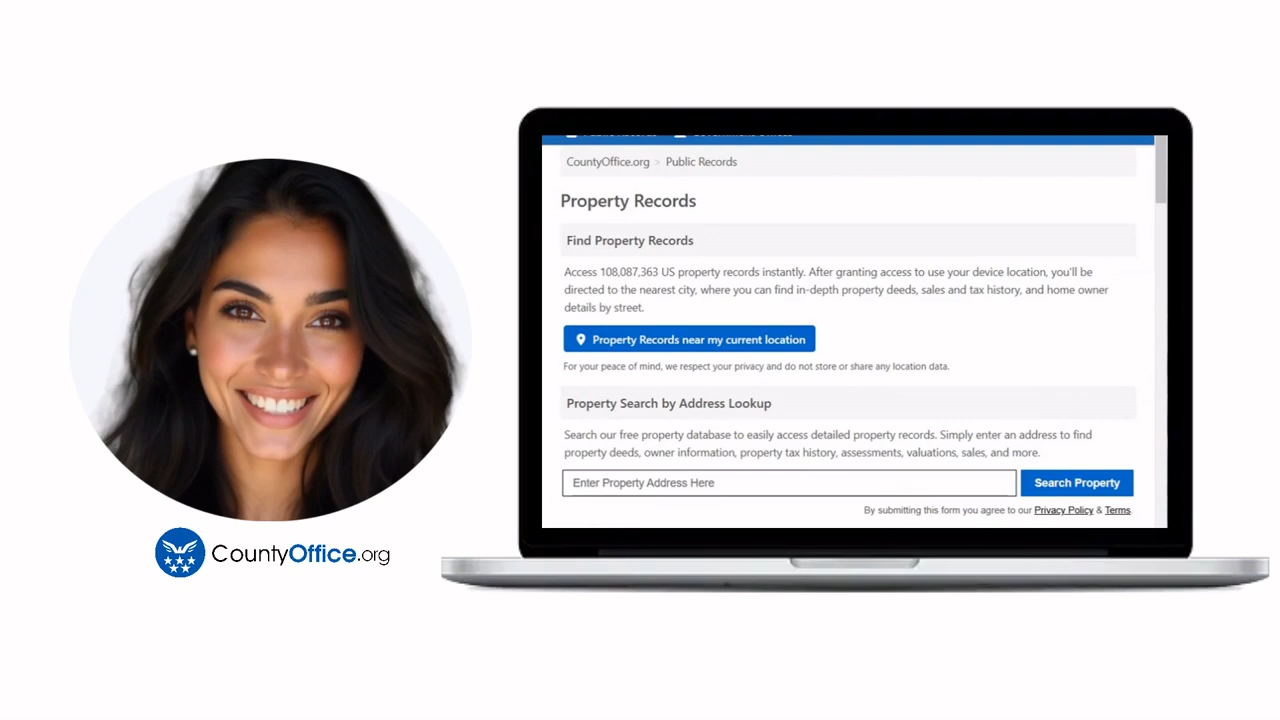 CountyOffice.org
CountyOffice.org > Public Records
Property Records
Find Property Records
Access 108,087,363 US property records instantly. After granting access to use your device location, you'll be
directed to the nearest city, where you can find in-depth property deeds, sales and tax history, and home owner
details by street.
Property Records near my current location
For your peace of mind, we respect your privacy and do not store or share any location data.
Property Search by Address Lookup
Search our free property database to easily access detailed property records. Simply enter an address to find
property deeds, owner information, property tax history, assessments, valuations, sales, and more.
Enter Property Address Here
Search Property
By submitting this form you agree to our Privacy Policy & Terms.